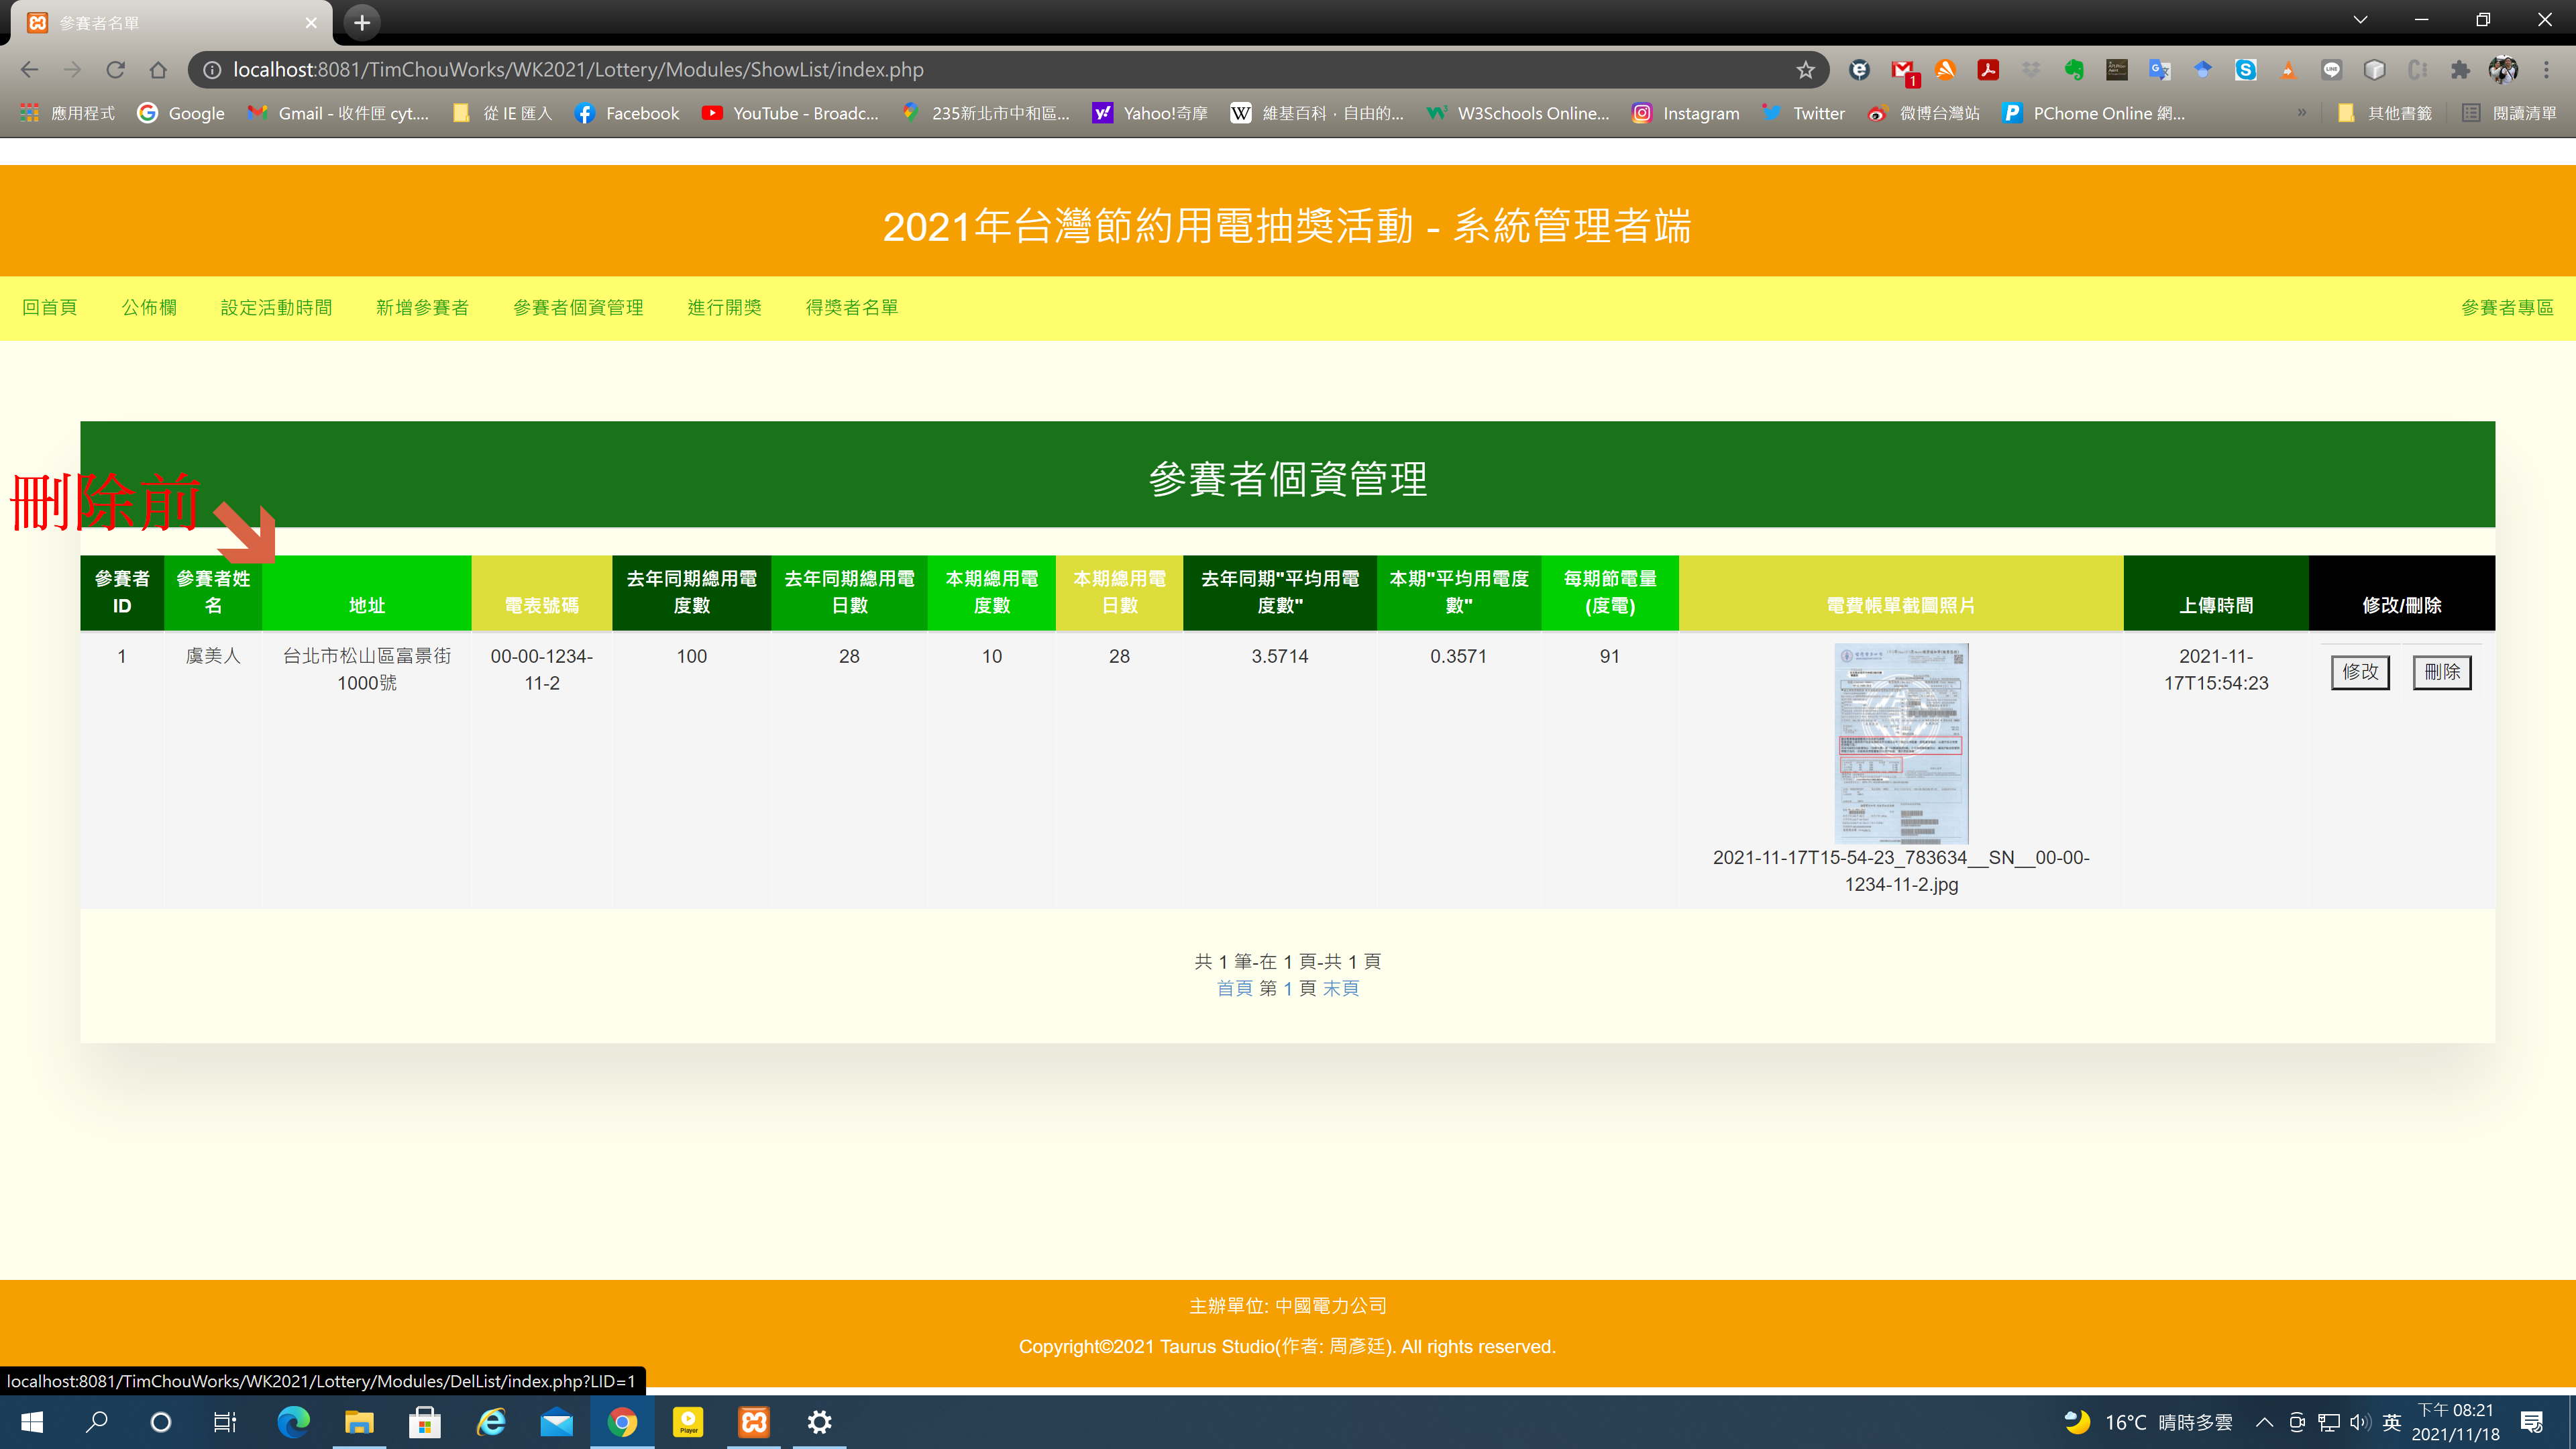 參賽者名單
localhost:8081/TimChouWorks/WK2021/Lottery/Modules/ShowList/index.php
1
應用程式 Google Gmail - 收件匣 cyt.... 從 IE 匯入 Facebook YouTube - Broadc... 235新北市中和區... Yahoo!奇摩 維基百科，自由的... W3Schools Online... Instagram Twitter 微博台灣站 PChome Online 網... » 其他書籤 閱讀清單
2021年台灣節約用電抽獎活動 - 系統管理者端
回首頁 公佈欄 設定活動時間 新增參賽者 參賽者個資管理 進行開獎 得獎者名單 參賽者專區
參賽者個資管理
刪除前
參賽者ID 參賽者姓名 地址 電表號碼 去年同期總用電度數 去年同期總用電日數 本期總用電度數 本期總用電日數 去年同期"平均用電度數" 本期"平均用電度數" 每期節電量(度電) 電費帳單截圖照片 上傳時間 修改/刪除
1 虞美人 台北市松山區富景街1000號 00-00-1234-11-2 100 28 10 28 3.5714 0.3571 91 2021-11-17T15:54:23 修改 刪除
2021-11-17T15-54-23_783634__SN__00-00-
1234-11-2.jpg
共 1 筆-在 1 頁-共 1 頁
首頁 第 1 頁 末頁
主辦單位: 中國電力公司
Copyright©2021 Taurus Studio(作者: 周彥廷). All rights reserved.
localhost:8081/TimChouWorks/WK2021/Lottery/Modules/DelList/index.php?LID=1
Player
16°C 晴時多雲 英 下午 08:21
2021/11/18